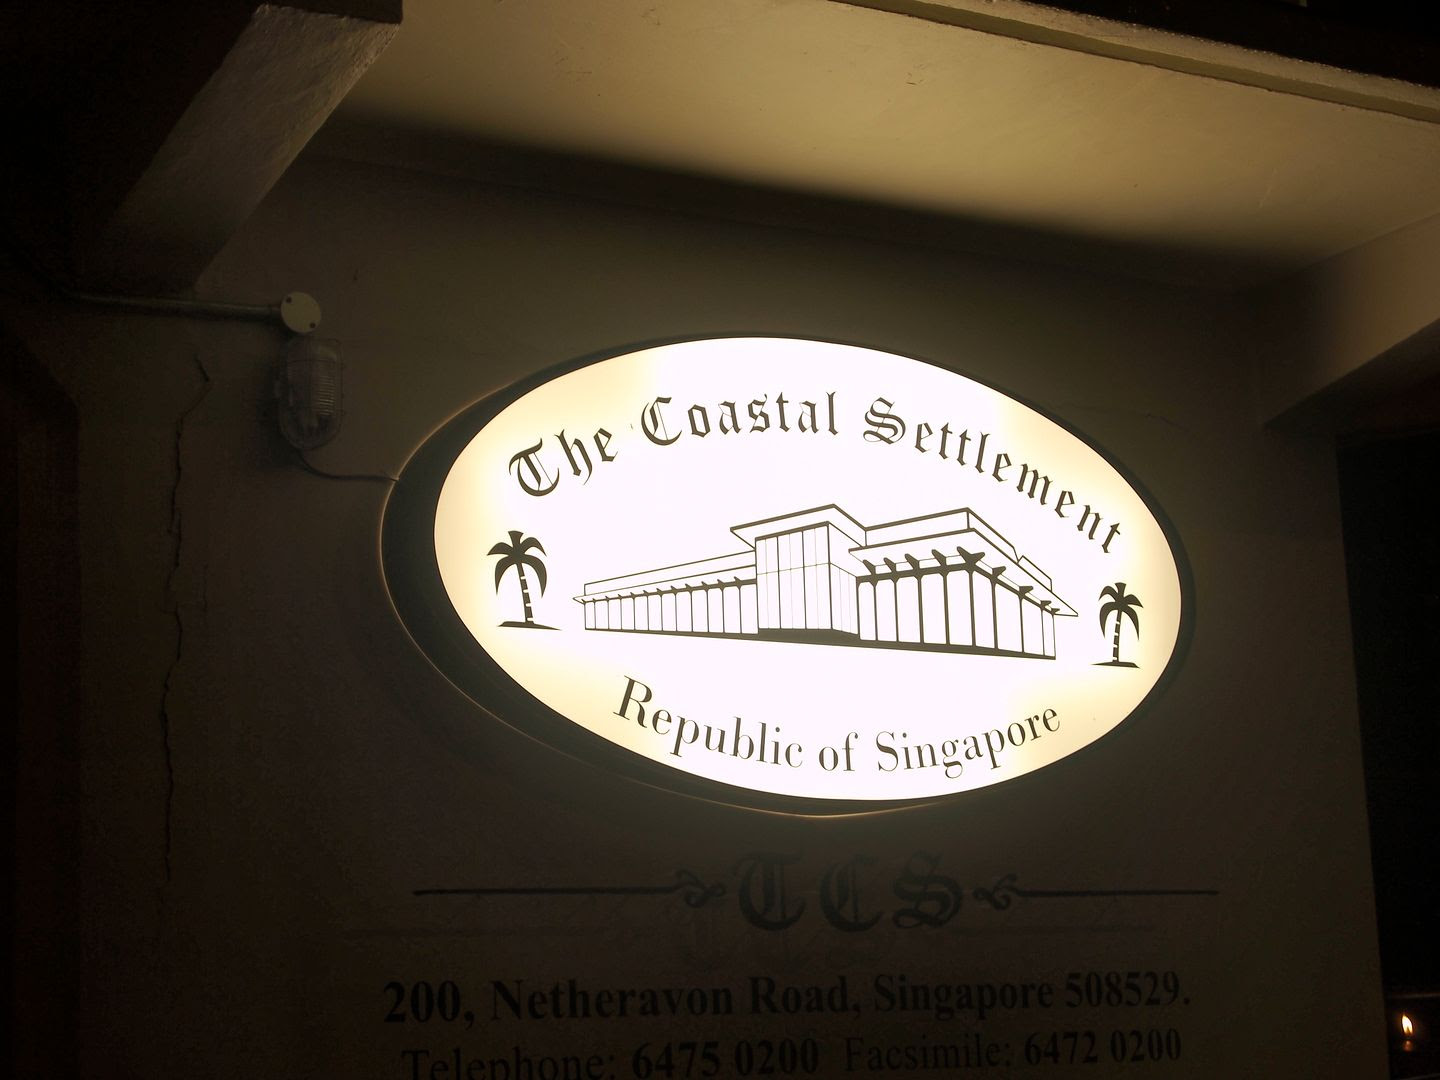 The Coastal Settlement
Republic of Singapore
TCS
200, Netheravon Road, Singapore 508529.
Telephone: 6475 0200 Facsimile: 6472 0200